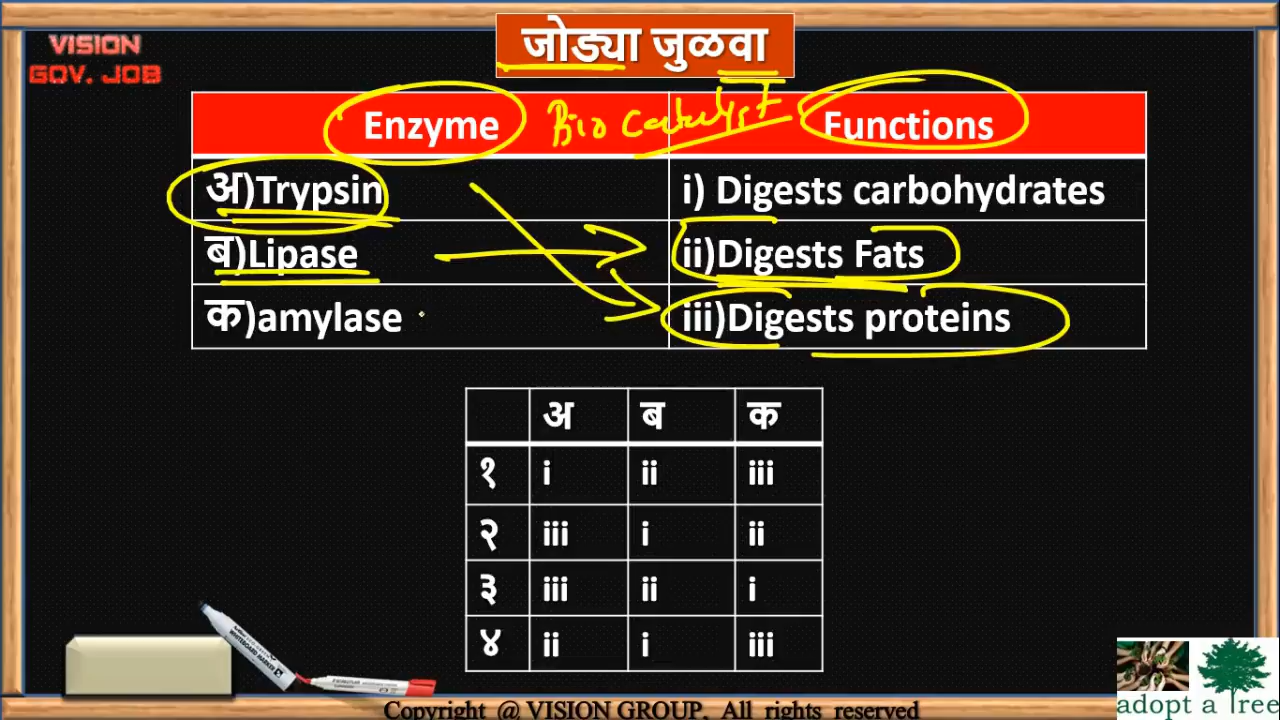 जोड्या जुळवा
VISION
GOV. JOB
Enzyme Bio Catalyst Functions
अ)Trypsin i) Digests carbohydrates
ब)Lipase ii)Digests Fats
क)amylase iii)Digests proteins
अ ब क
१ i ii iii
२ iii i ii
३ iii ii i
४ ii i iii
adopt a Tree
Copyright @ VISION GROUP, All rights reserved